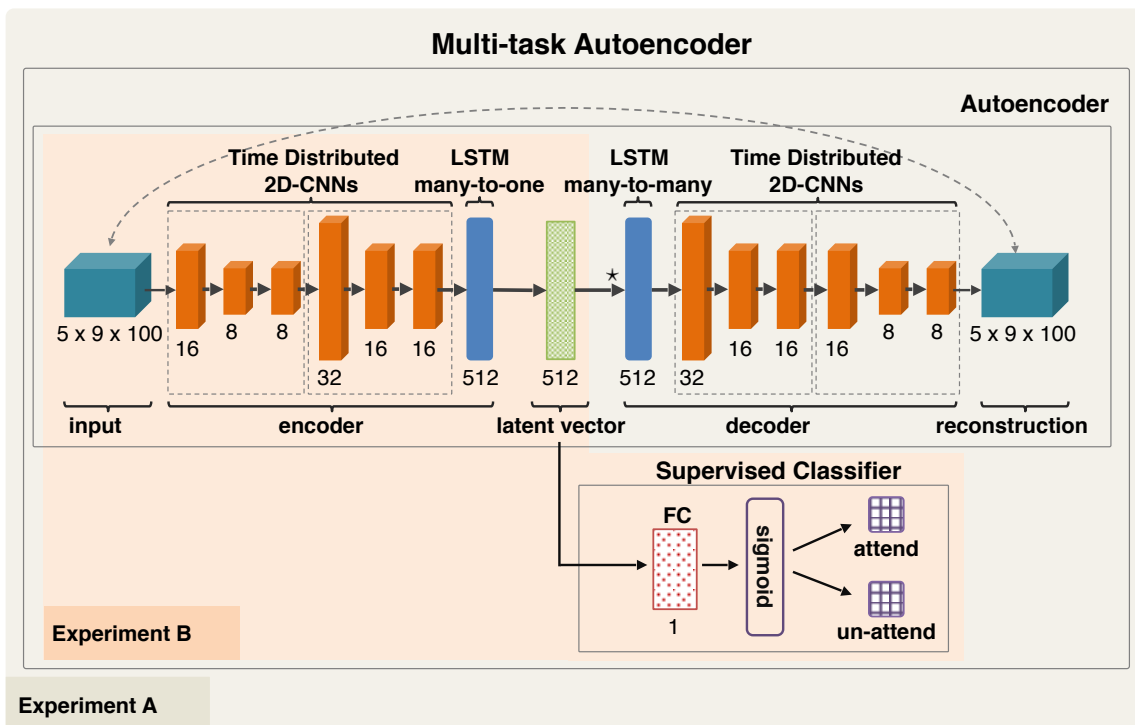 Multi-task Autoencoder
Autoencoder
Time Distributed
2D-CNNs
LSTM
many-to-one
LSTM
many-to-many
Time Distributed
2D-CNNs
5 x 9 x 100
16
8
8
32
16
16
512
512
★
512
32
16
16
16
8
8
5 x 9 x 100
input
encoder
latent vector
decoder
reconstruction
Supervised Classifier
FC
1
sigmoid
attend
un-attend
Experiment B
Experiment A